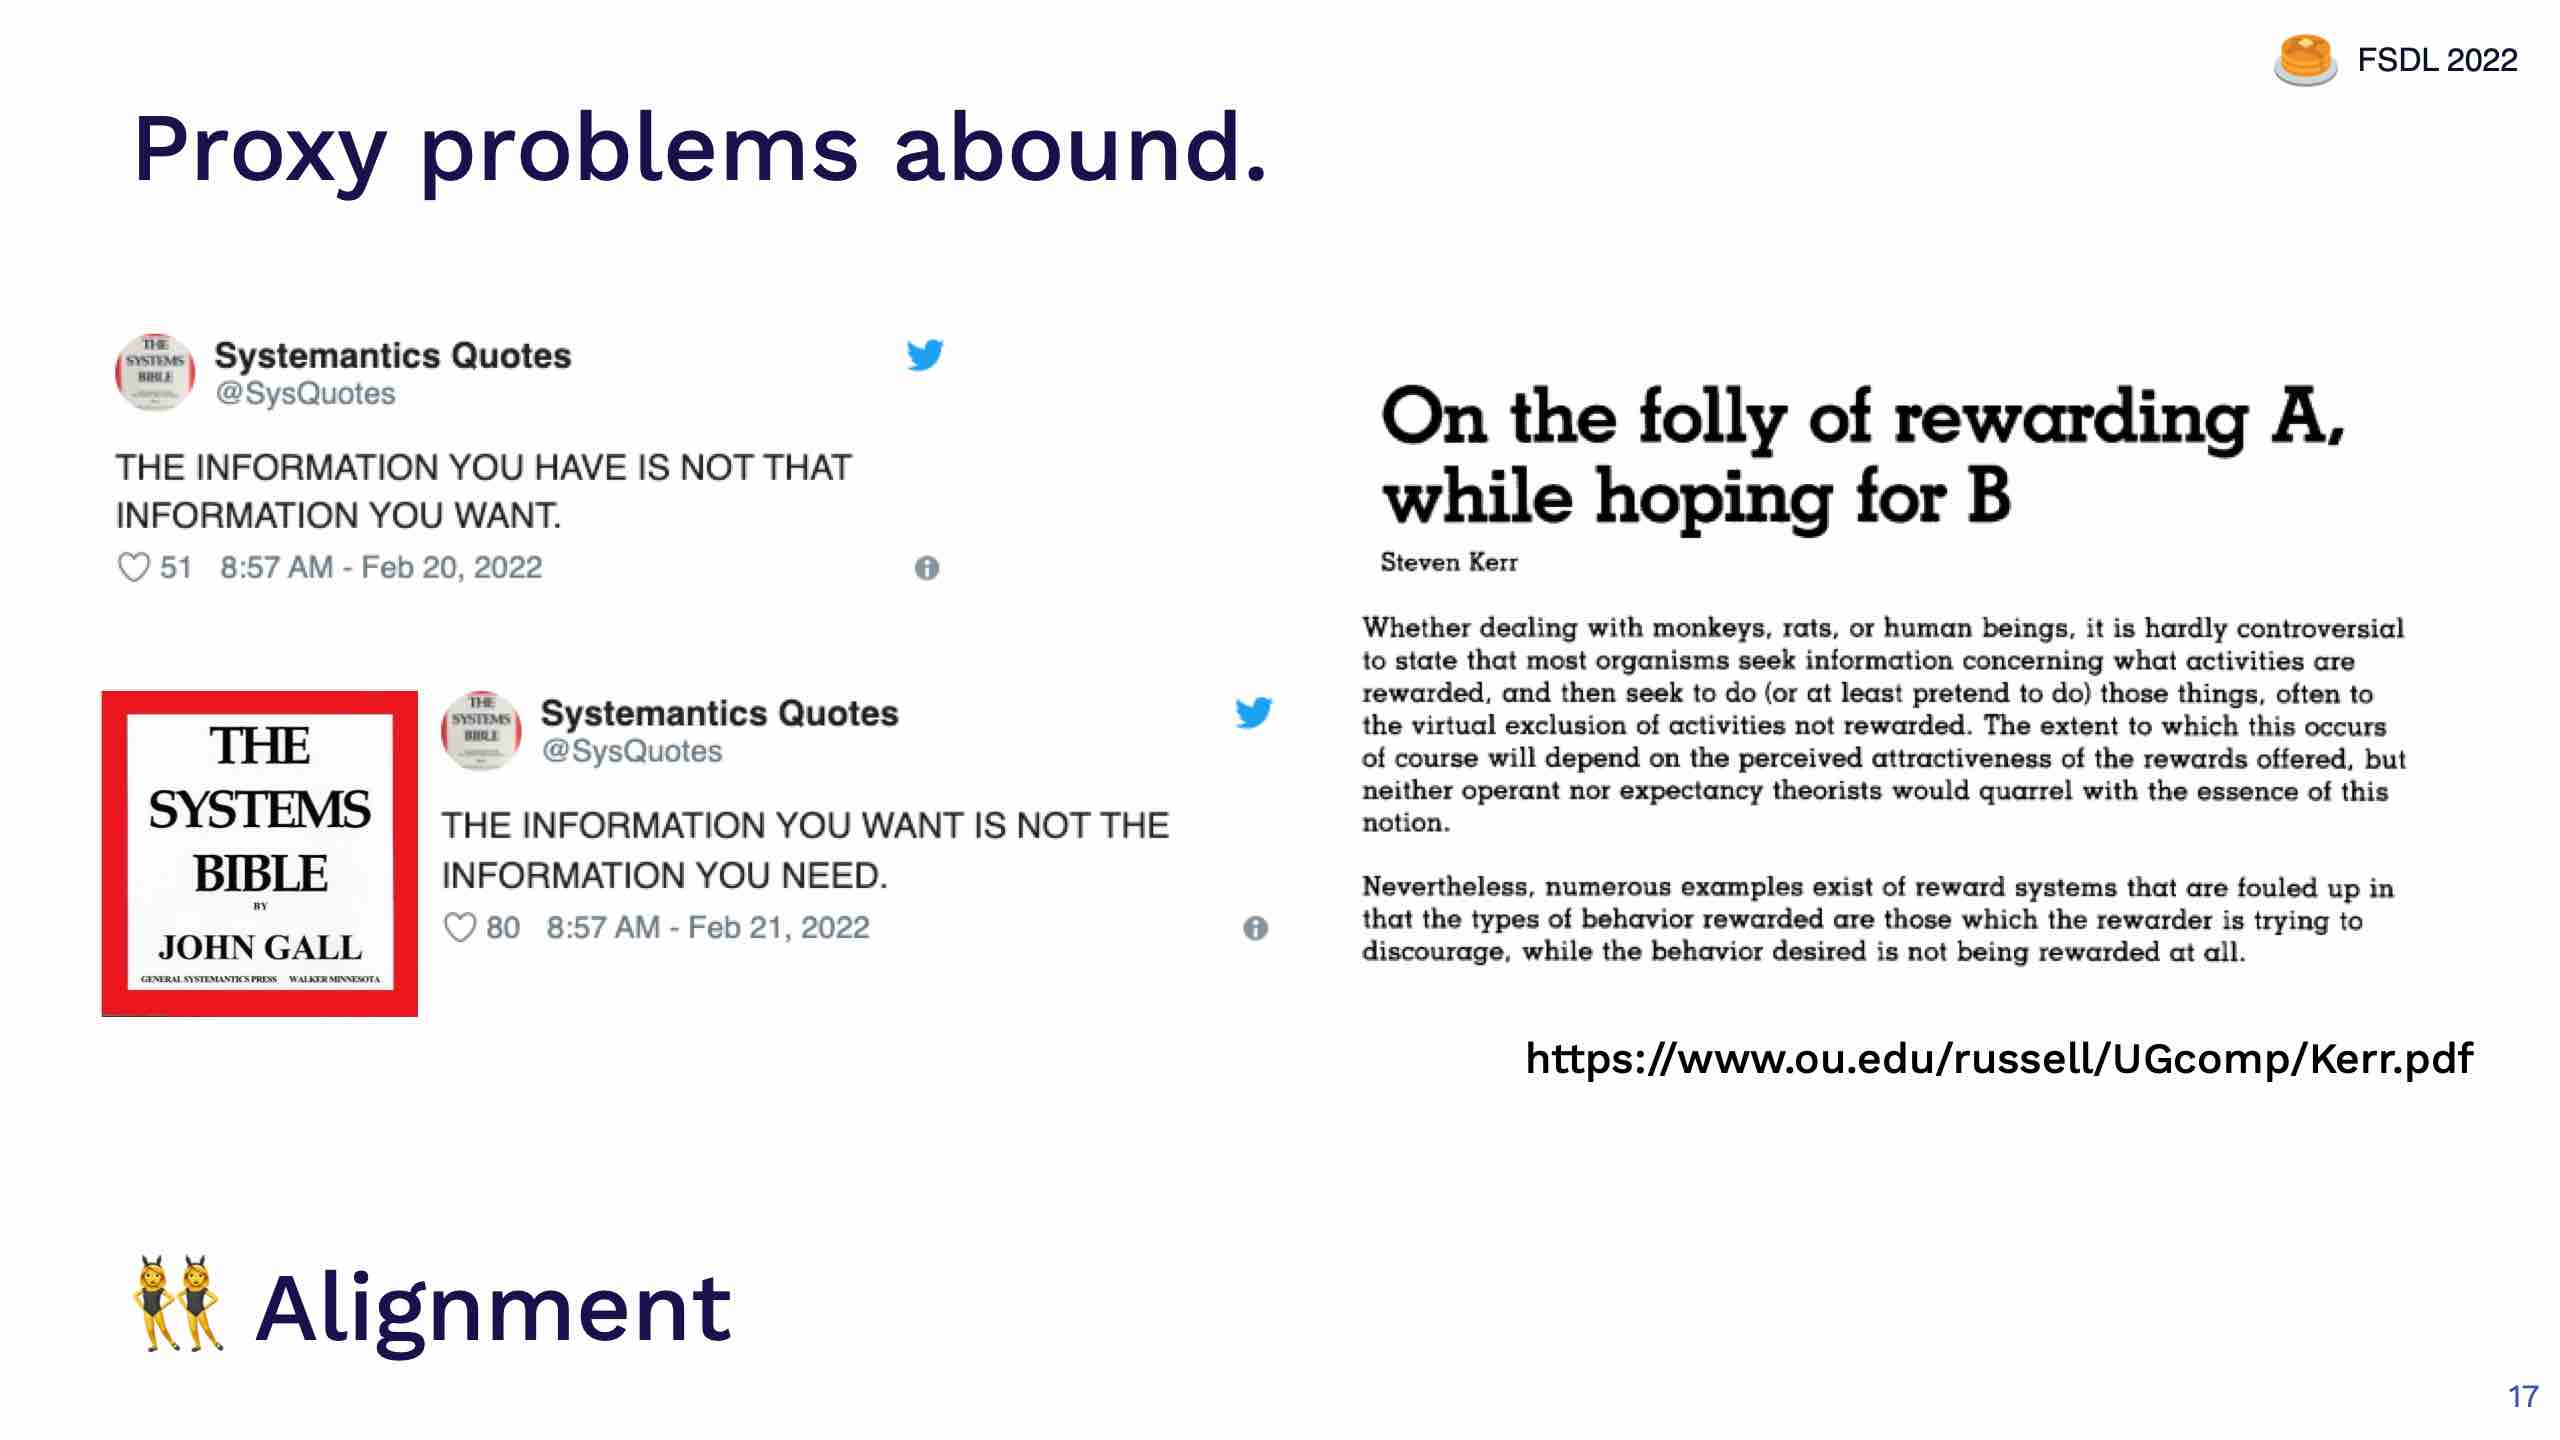 FSDL 2022
Proxy problems abound.
THE
SYSTEMS
BIBLE
Systemantics Quotes
@SysQuotes
THE INFORMATION YOU HAVE IS NOT THAT
INFORMATION YOU WANT.
51 8:57 AM - Feb 20, 2022
THE
SYSTEMS
BIBLE
BY
JOHN GALL
GENERAL SYSTEMANTICS PRESS WALKER MINNESOTA
THE
SYSTEMS
BIBLE
Systemantics Quotes
@SysQuotes
THE INFORMATION YOU WANT IS NOT THE
INFORMATION YOU NEED.
80 8:57 AM - Feb 21, 2022
On the folly of rewarding A,
while hoping for B
Steven Kerr
Whether dealing with monkeys, rats, or human beings, it is hardly controversial
to state that most organisms seek information concerning what activities are
rewarded, and then seek to do (or at least pretend to do) those things, often to
the virtual exclusion of activities not rewarded. The extent to which this occurs
of course will depend on the perceived attractiveness of the rewards offered, but
neither operant nor expectancy theorists would quarrel with the essence of this
notion.
Nevertheless, numerous examples exist of reward systems that are fouled up in
that the types of behavior rewarded are those which the rewarder is trying to
discourage, while the behavior desired is not being rewarded at all.
https://www.ou.edu/russell/UGcomp/Kerr.pdf
Alignment
17